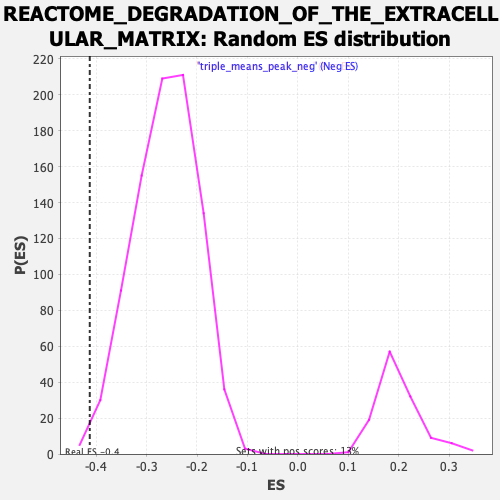 REACTOME_DEGRADATION_OF_THE_EXTRACELL
ULAR_MATRIX: Random ES distribution
'triple_means_peak_neg' (Neg ES)
220
200
180
160
140
120
100
80
60
40
20
0
P(ES)
Real ES -0.4
Sets with pos scores: 13%
-0.4 -0.3 -0.2 -0.1 0.0 0.1 0.2 0.3
ES